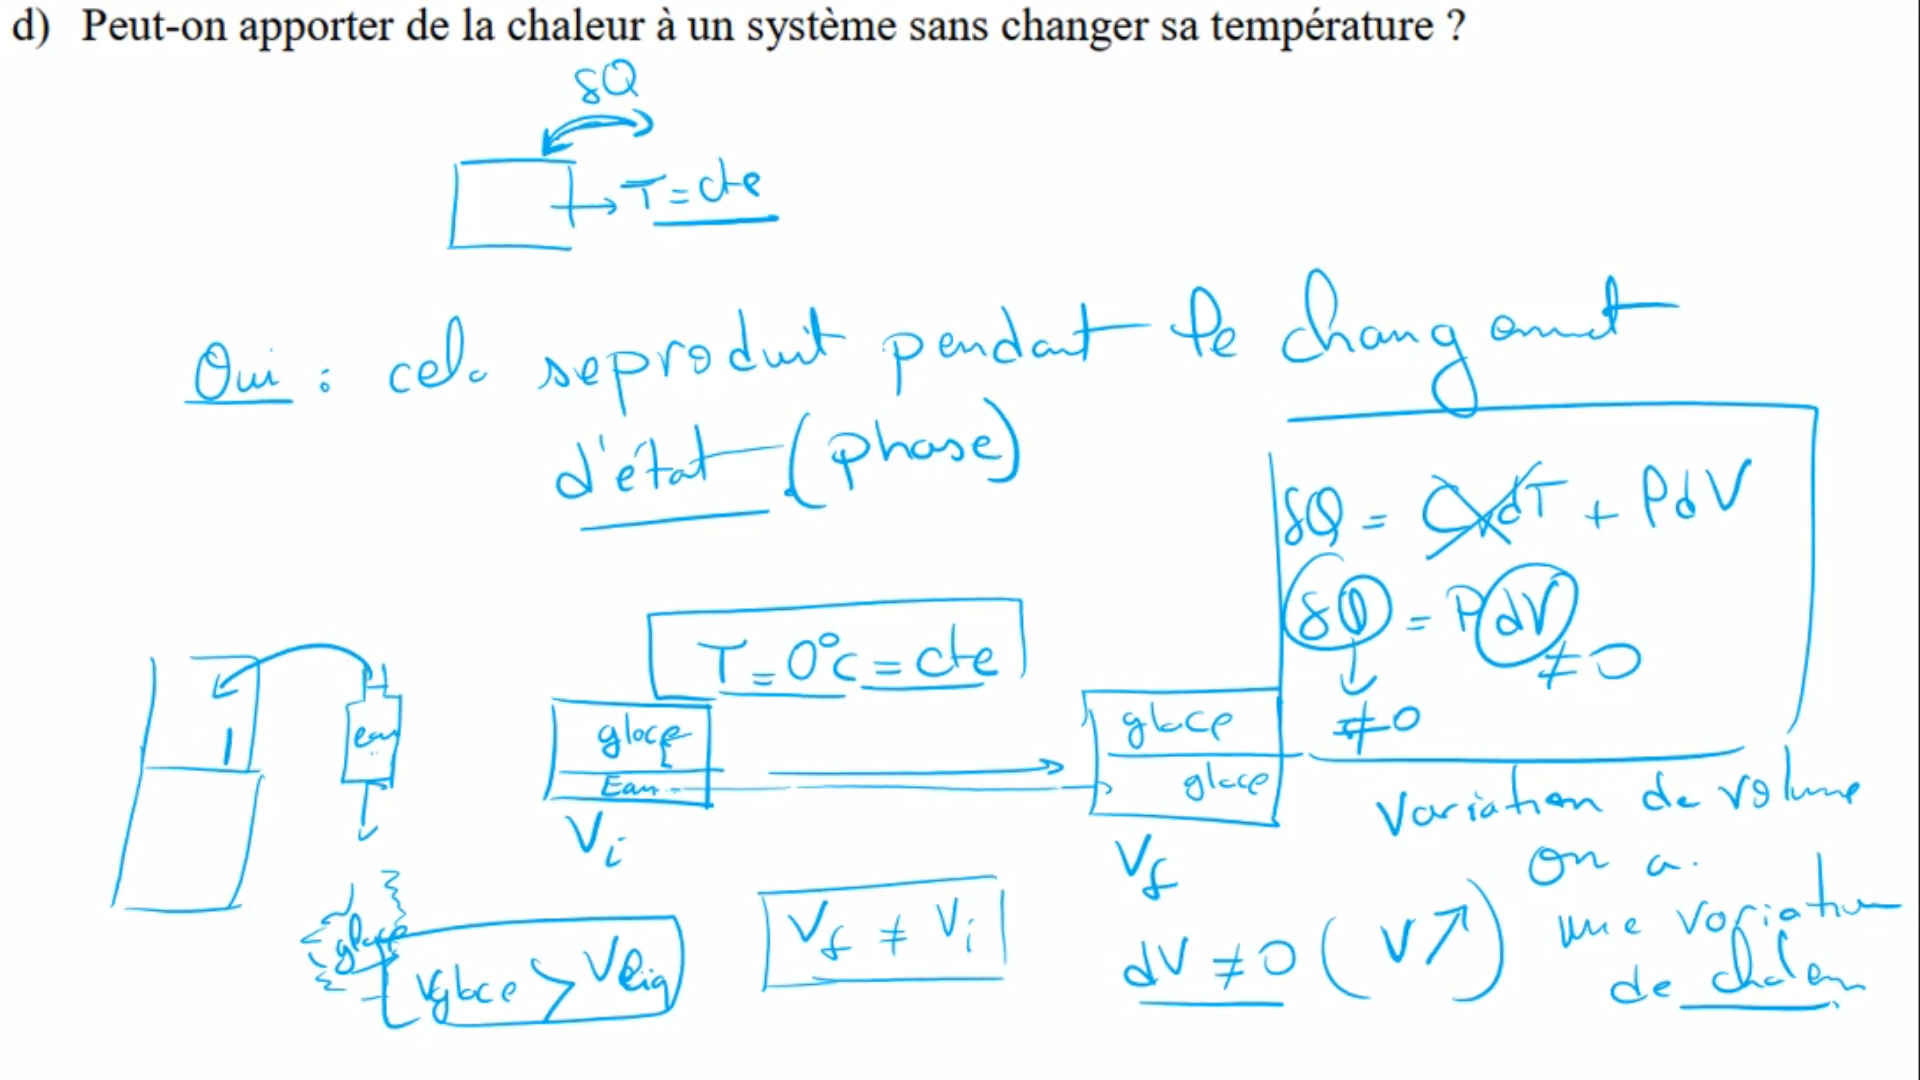 d) Peut-on apporter de la chaleur à un système sans changer sa température ?
δQ
T = cte
Oui : cela se produit pendant le changement
d'état (phase)
δQ = CvdT + PdV
δQ = PdV
≠ 0
≠ 0
T = 0°C = cte
eau
glace
Eau
glace
glace
Vi
Vf
Variation de volume
on a
une variation
de chaleur
glace
Vglace > Vliq
Vf ≠ Vi
dV ≠ 0 (V↗)